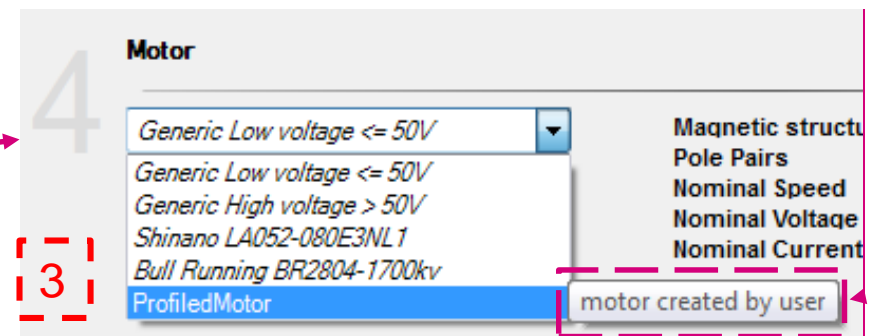 4
Motor
Generic Low voltage <= 50V
Generic Low voltage <= 50V
Generic High voltage > 50V
Shinano LA052-080E3NL1
Bull Running BR2804-1700kv
ProfiledMotor
Magnetic structu
Pole Pairs
Nominal Speed
Nominal Voltage
Nominal Current
motor created by user
3